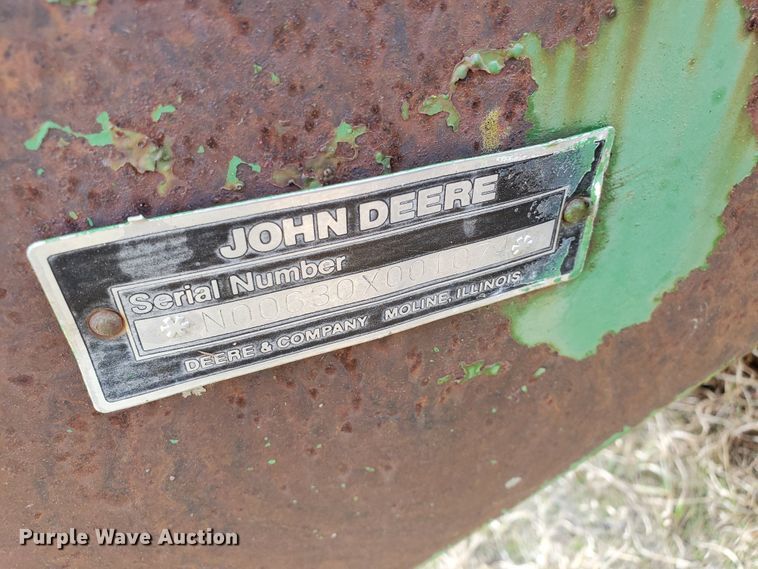 JOHN DEERE
Serial Number
DEERE & COMPANY MOLINE, ILLINOIS
Purple Wave Auction